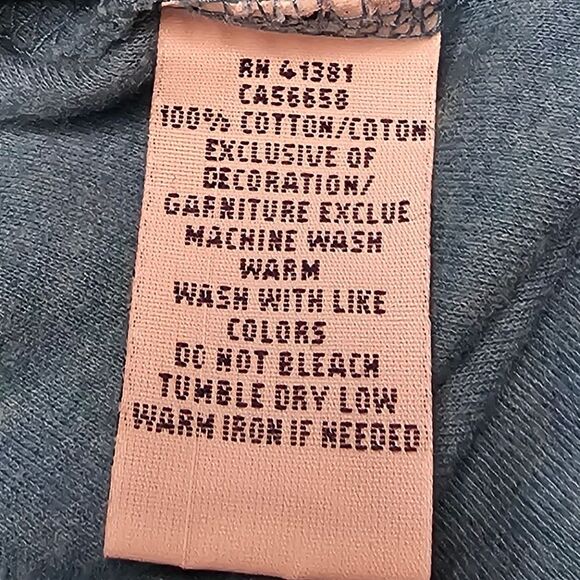 RN 41381
CA56658
100% COTTON/COTON
EXCLUSIVE OF
DECORATION/
GARNITURE EXCLUE
MACHINE WASH
WARM
WASH WITH LIKE
COLORS
DO NOT BLEACH
TUMBLE DRY LOW
WARM IRON IF NEEDED